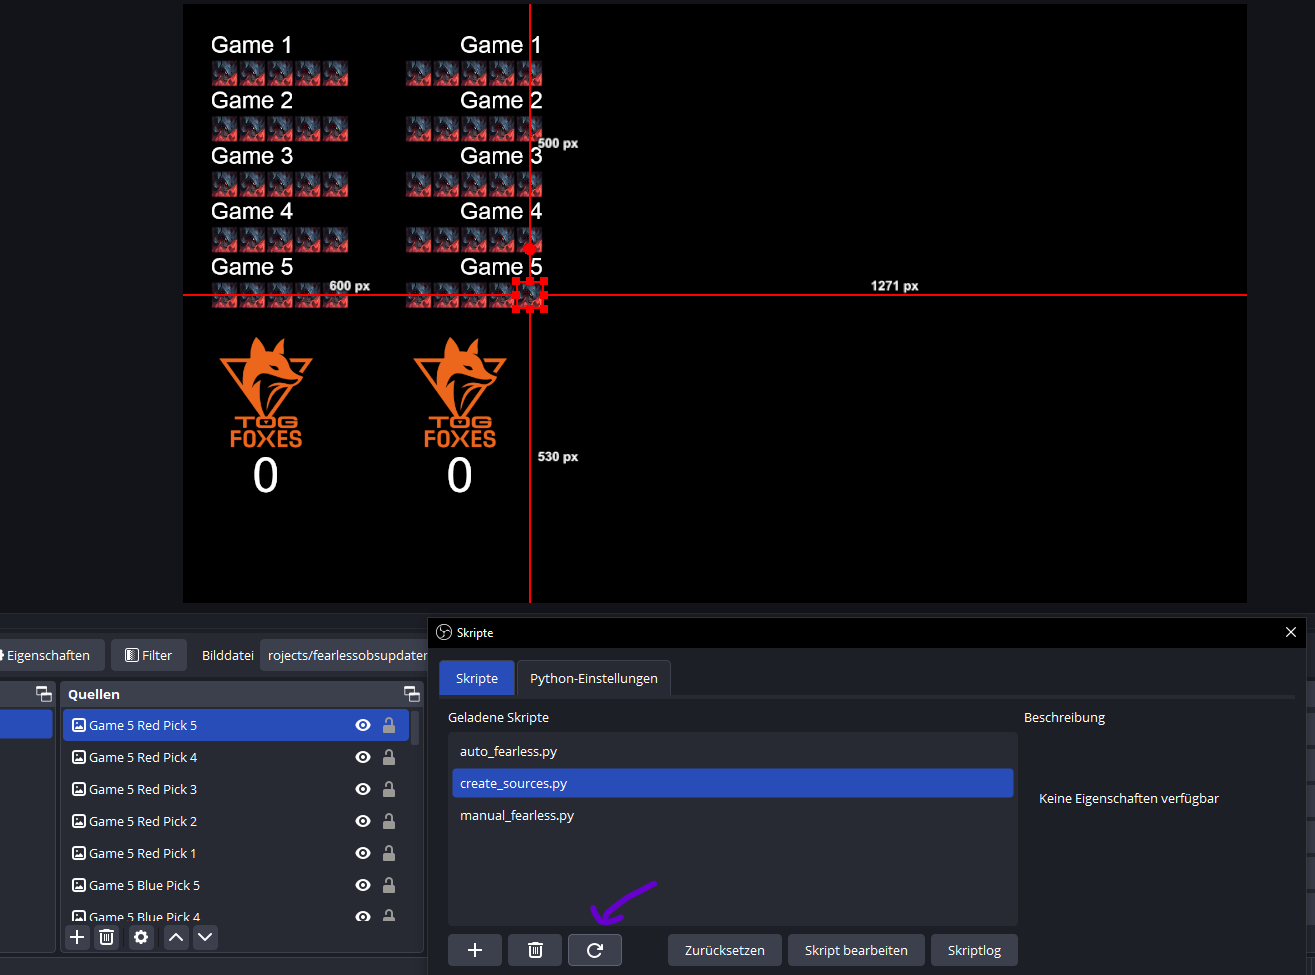 Game 1 Game 1
Game 2 Game 2
500 px
Game 3 Game 3
Game 4 Game 4
Game 5 Game 5
600 px 1271 px
TOG TOG
FOXES FOXES
530 px
0 0
Skripte
Eigenschaften Filter Bilddatei rojects/fearlessobsupdater
Skripte Python-Einstellungen
Quellen
Geladene Skripte Beschreibung
Game 5 Red Pick 5
auto_fearless.py
Game 5 Red Pick 4
create_sources.py
Game 5 Red Pick 3
Keine Eigenschaften verfügbar
manual_fearless.py
Game 5 Red Pick 2
Game 5 Red Pick 1
Game 5 Blue Pick 5
Game 5 Blue Pick 4
Zurücksetzen Skript bearbeiten Skriptlog